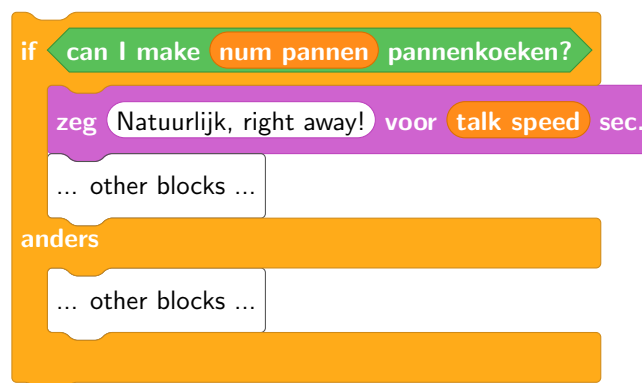 if can I make num pannen pannenkoeken?
zeg Natuurlijk, right away! voor talk speed sec.
... other blocks ...
anders
... other blocks ...